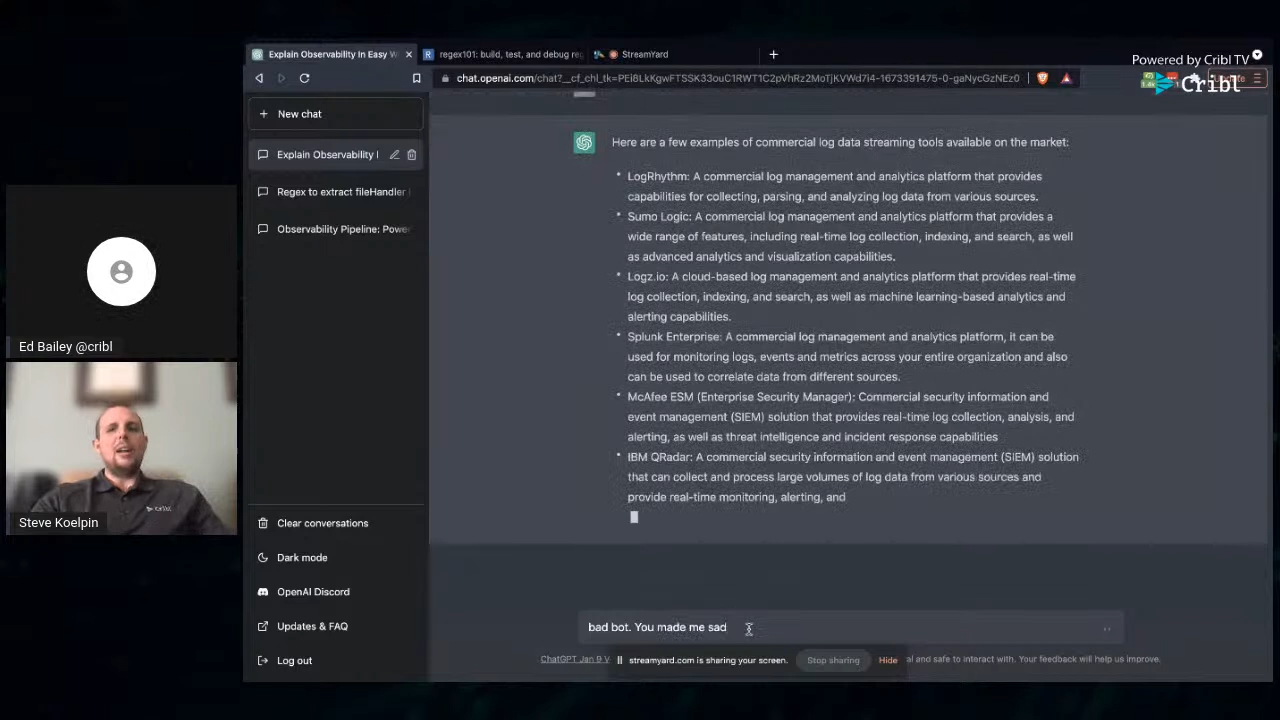 Explain Observability In Easy W
regex101: build, test, and debug re
StreamYard
Powered by Cribl TV
chat.openai.com/chat?__cf_chl_tk=PEi8LkKgwFTSSK33ouC1RWT1C2pVhRz2MoTjKVWd7i4-1673391475-0-gaNycGzNEz0
Cribl
New chat
Explain Observability I
Regex to extract fileHandler
Observability Pipeline: Powe
Here are a few examples of commercial log data streaming tools available on the market:
• LogRhythm: A commercial log management and analytics platform that provides
capabilities for collecting, parsing, and analyzing log data from various sources.
• Sumo Logic: A commercial log management and analytics platform that provides a
wide range of features, including real-time log collection, indexing, and search, as well
as advanced analytics and visualization capabilities.
• Logz.io: A cloud-based log management and analytics platform that provides real-time
log collection, indexing, and search, as well as machine learning-based analytics and
alerting capabilities.
• Splunk Enterprise: A commercial log management and analytics platform, it can be
used for monitoring logs, events and metrics across your entire organization and also
can be used to correlate data from different sources.
• McAfee ESM (Enterprise Security Manager): Commercial security information and
event management (SIEM) solution that provides real-time log collection, analysis, and
alerting, as well as threat intelligence and incident response capabilities
• IBM QRadar: A commercial security information and event management (SIEM) solution
that can collect and process large volumes of log data from various sources and
provide real-time monitoring, alerting, and
Ed Bailey @cribl
Steve Koelpin
Clear conversations
Dark mode
OpenAI Discord
Updates & FAQ
Log out
bad bot. You made me sad
ChatGPT Jan 9 V
streamyard.com is sharing your screen.
Stop sharing
Hide
al and safe to interact with. Your feedback will help us improve.